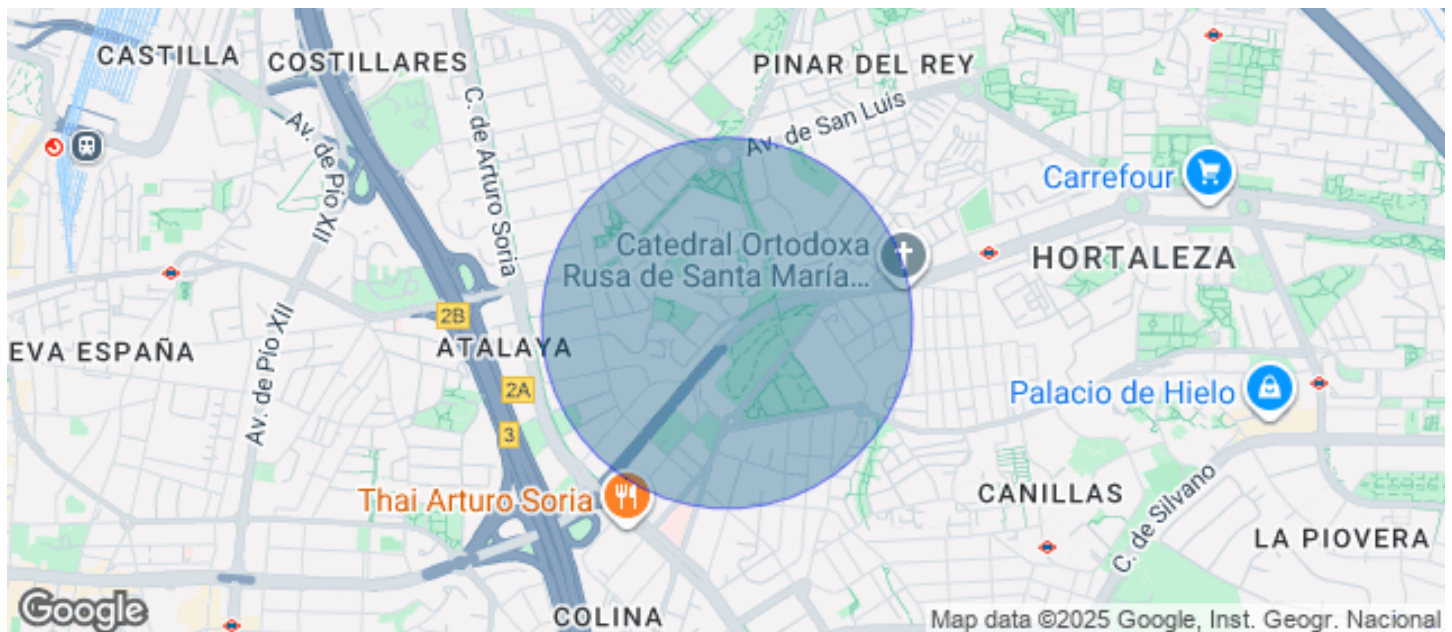 CASTILLA
COSTILLARES
PINAR DEL REY
C. de Arturo Soria
Av. de San Luis
Av. de Pío XII
Carrefour
Catedral Ortodoxa
Rusa de Santa María...
HORTALEZA
2B
EVA ESPAÑA
ATALAYA
Av. de Pío XII
2A
Palacio de Hielo
3
Thai Arturo Soria
CANILLAS
C. de Silvano
LA PIOVERA
COLINA
Google
Map data ©2025 Google, Inst. Geogr. Nacional